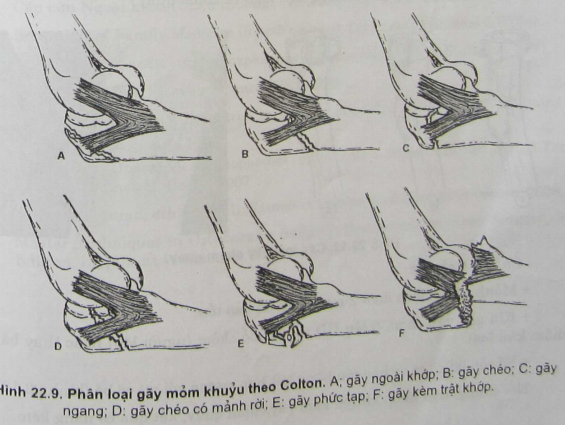 A
B
C
D
E
F
Hình 22.9. Phân loại gãy mỏm khuỷu theo Colton. A; gãy ngoài khớp; B: gãy chéo; C: gãy
ngang; D: gãy chéo có mảnh rời; E: gãy phức tạp; F: gãy kèm trật khớp.